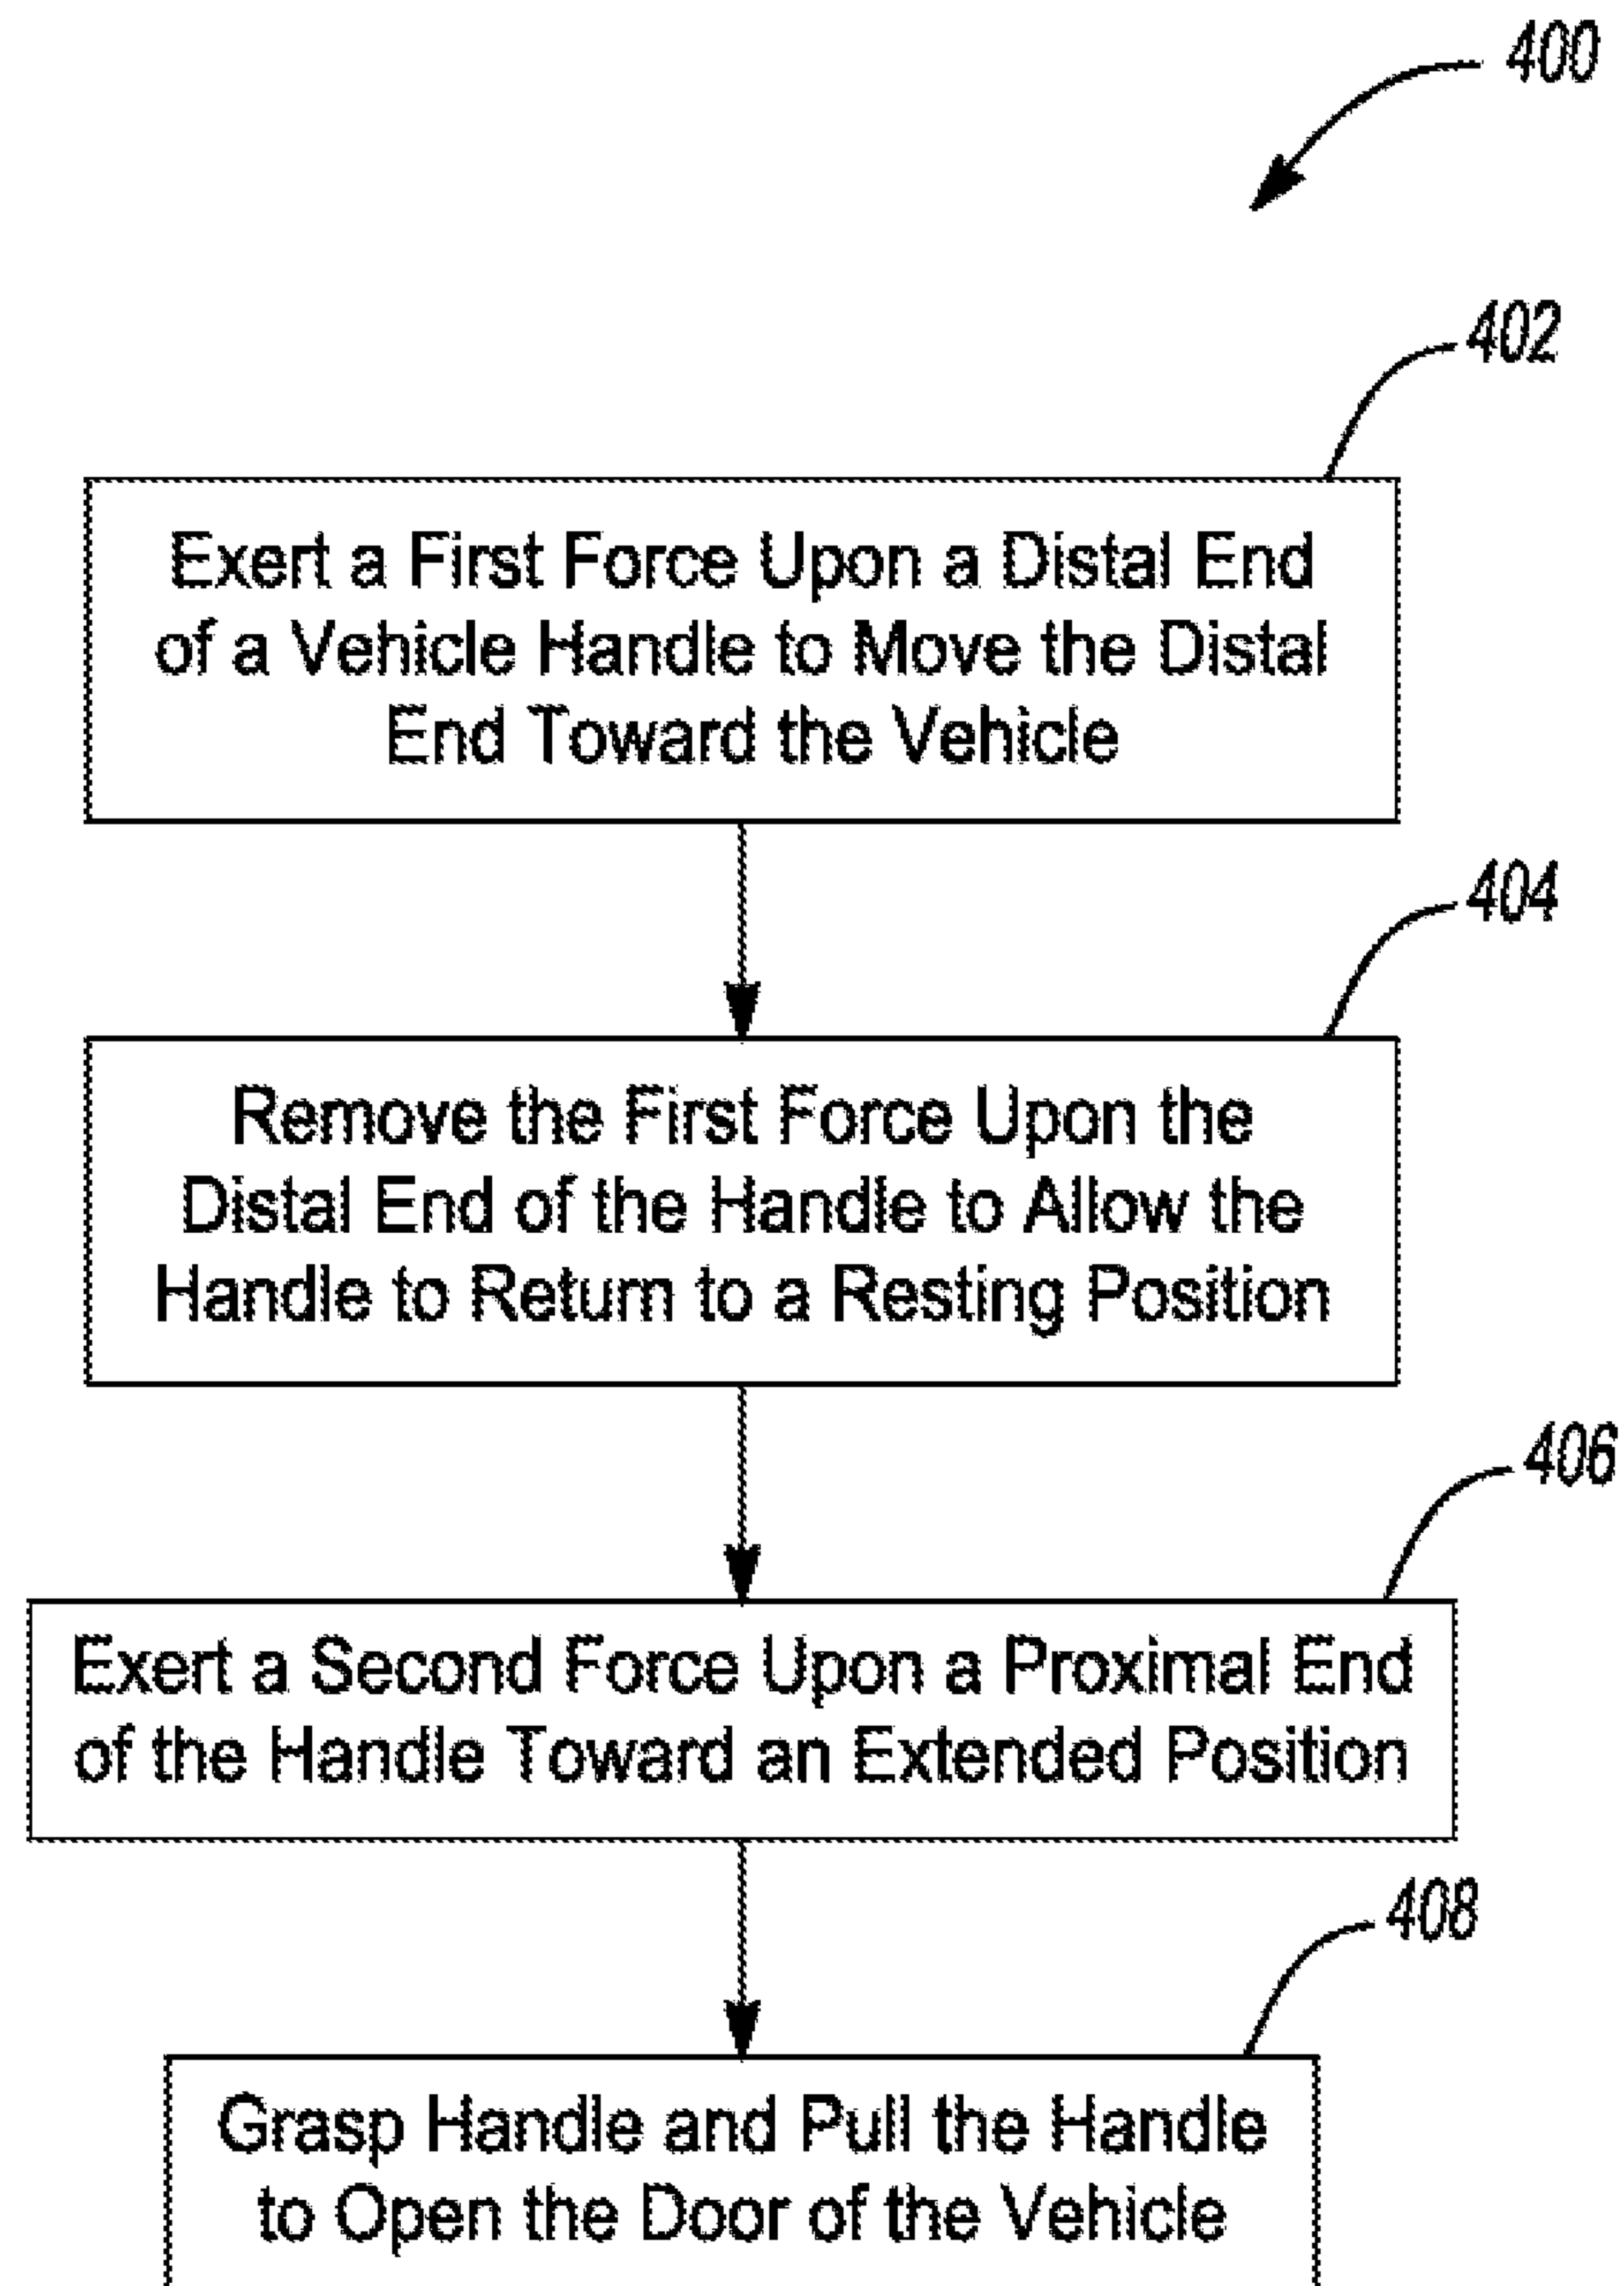 400
402
Exert a First Force Upon a Distal End
of a Vehicle Handle to Move the Distal
End Toward the Vehicle
404
Remove the First Force Upon the
Distal End of the Handle to Allow the
Handle to Return to a Resting Position
406
Exert a Second Force Upon a Proximal End
of the Handle Toward an Extended Position
408
Grasp Handle and Pull the Handle
to Open the Door of the Vehicle